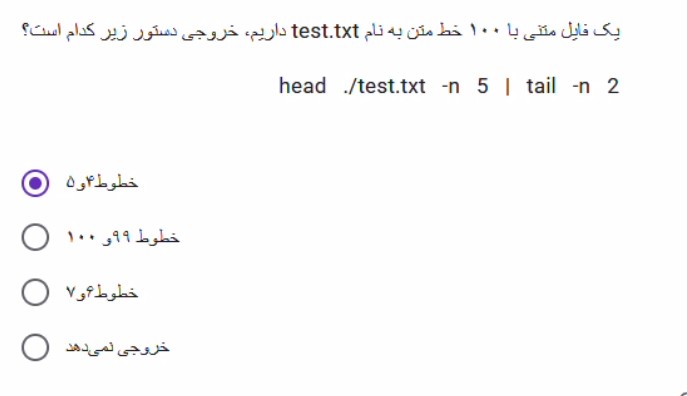 یک فایل متنی با ۱۰۰ خط متن به نام test.txt داریم، خروجی دستور زیر کدام است؟
head ./test.txt -n 5 | tail -n 2
خطوط۴و۵
خطوط ۹۹و ۱۰۰
خطوط۶و۷
خروجی نمی‌دهد